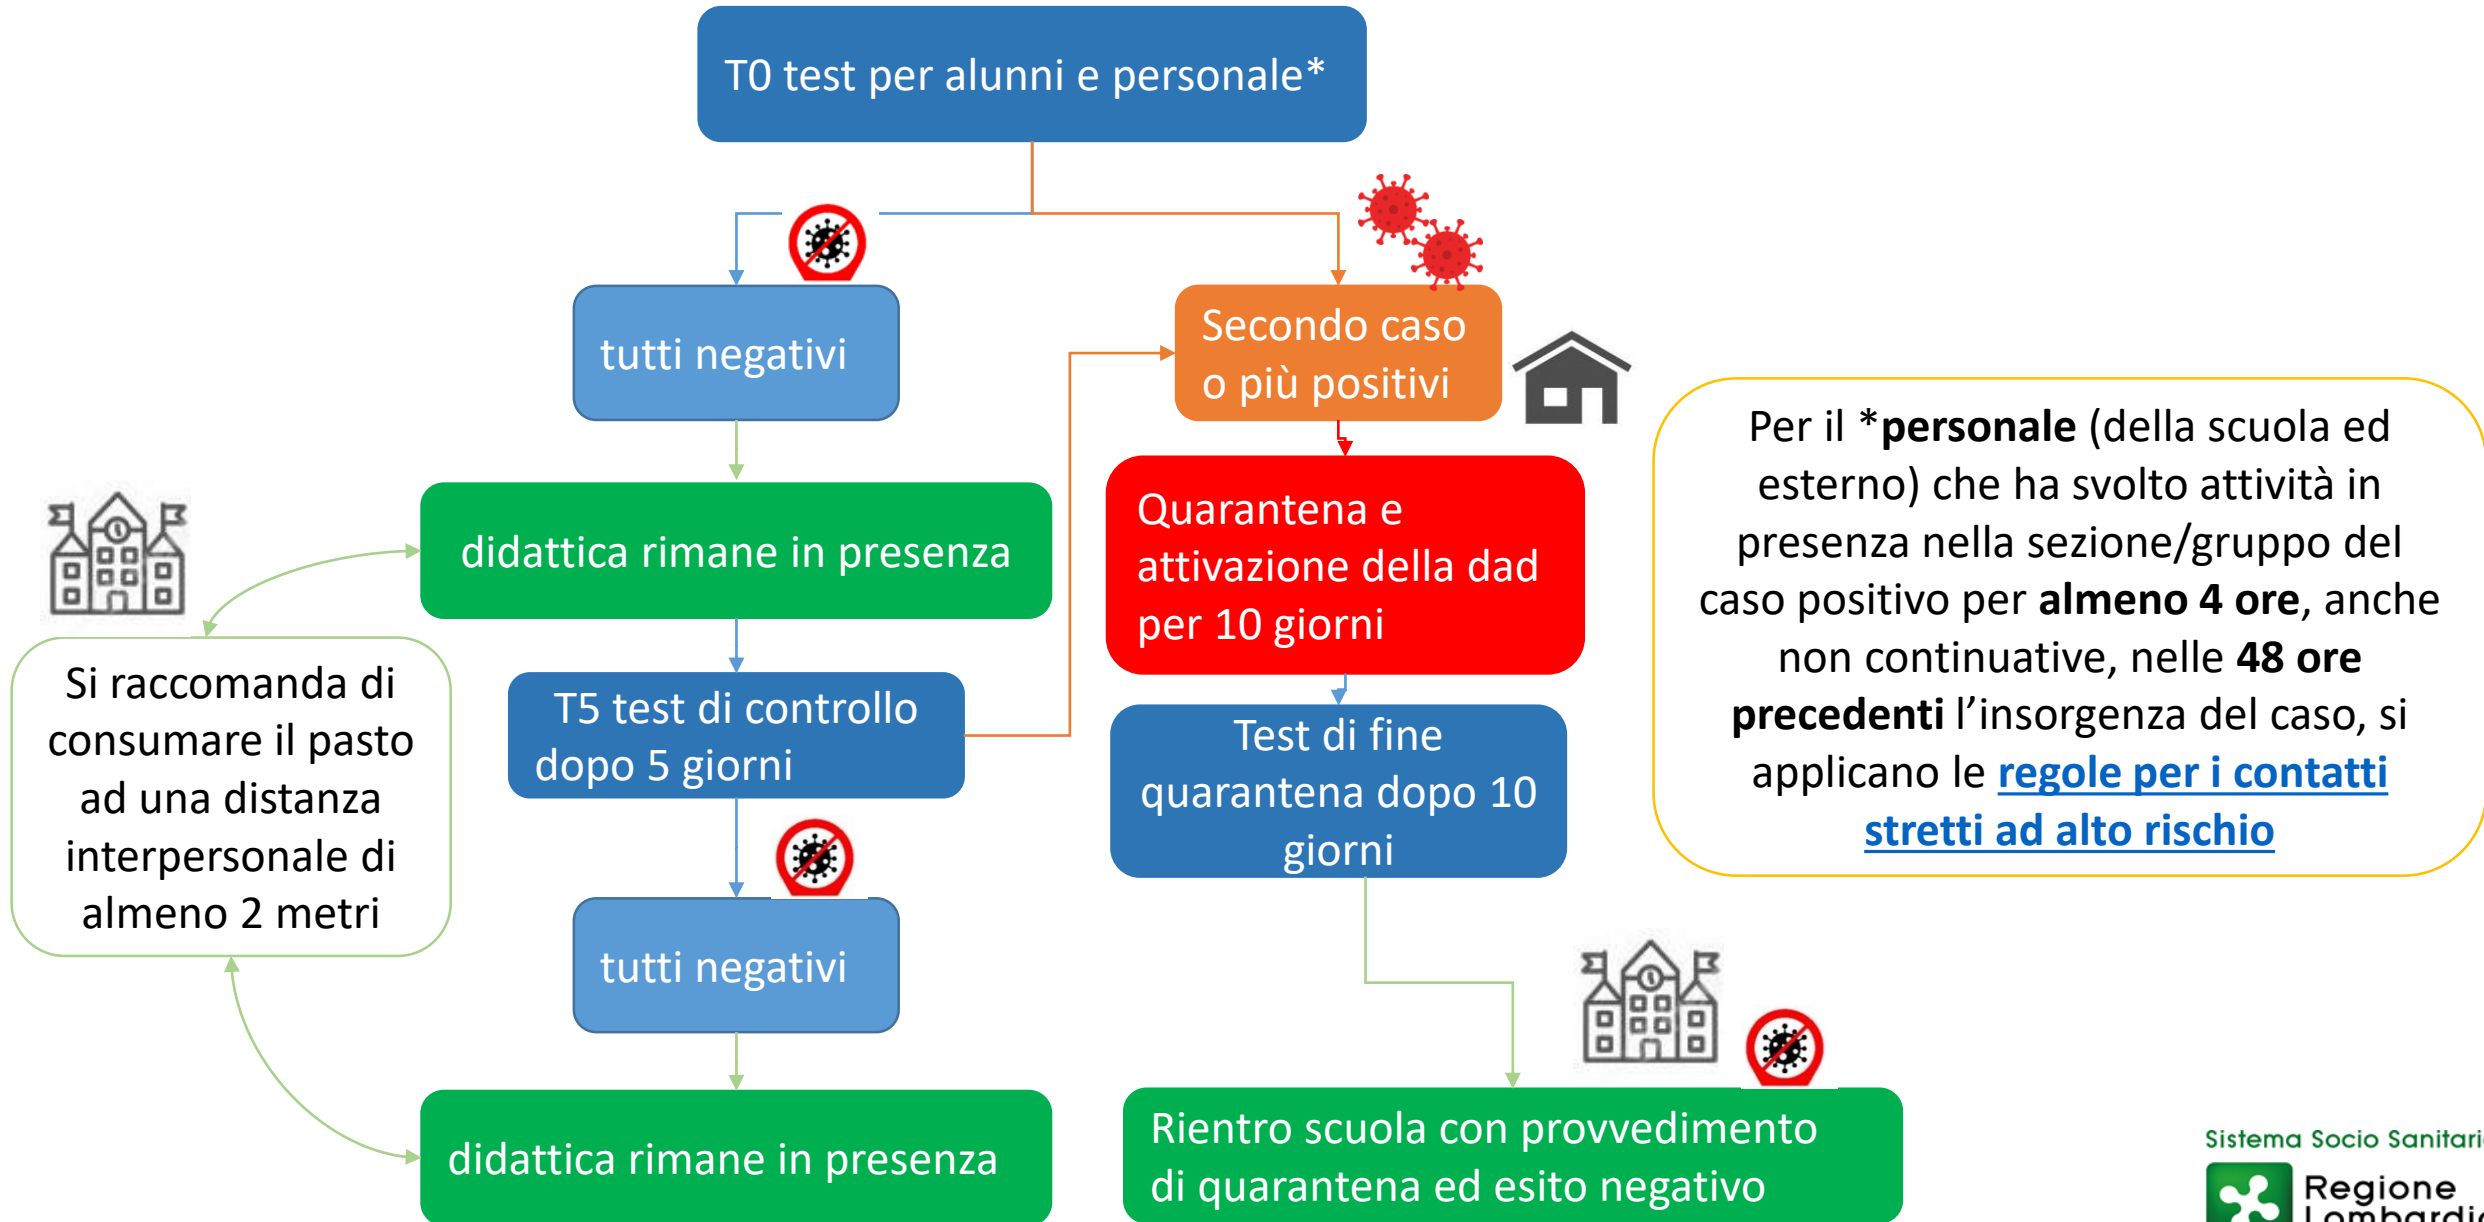 T0 test per alunni e personale*
tutti negativi
Secondo caso
o più positivi
didattica rimane in presenza
Quarantena e
attivazione della dad
per 10 giorni
Per il *personale (della scuola ed
esterno) che ha svolto attività in
presenza nella sezione/gruppo del
caso positivo per almeno 4 ore, anche
non continuative, nelle 48 ore
precedenti l’insorgenza del caso, si
applicano le regole per i contatti
stretti ad alto rischio
Si raccomanda di
consumare il pasto
ad una distanza
interpersonale di
almeno 2 metri
T5 test di controllo
dopo 5 giorni
Test di fine
quarantena dopo 10
giorni
tutti negativi
didattica rimane in presenza
Rientro scuola con provvedimento
di quarantena ed esito negativo
Sistema Socio Sanitari
Regione
Lombardi